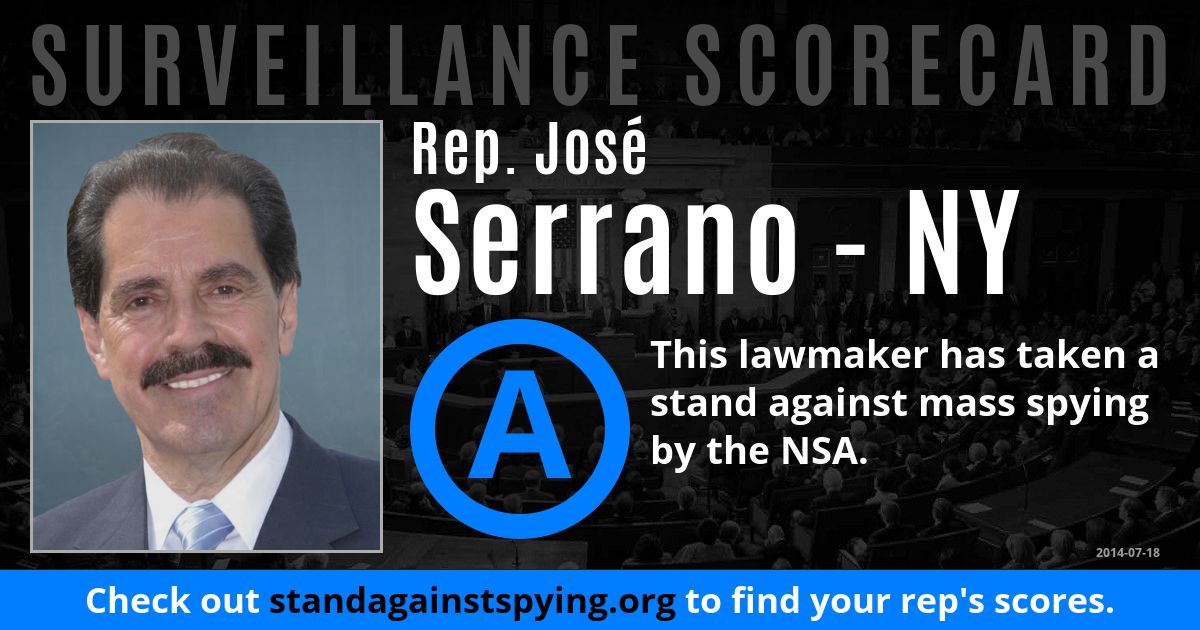 SURVEILLANCE SCORECARD
Rep. José
Serrano - NY
A
This lawmaker has taken a
stand against mass spying
by the NSA.
2014-07-18
Check out standagainstspying.org to find your rep's scores.